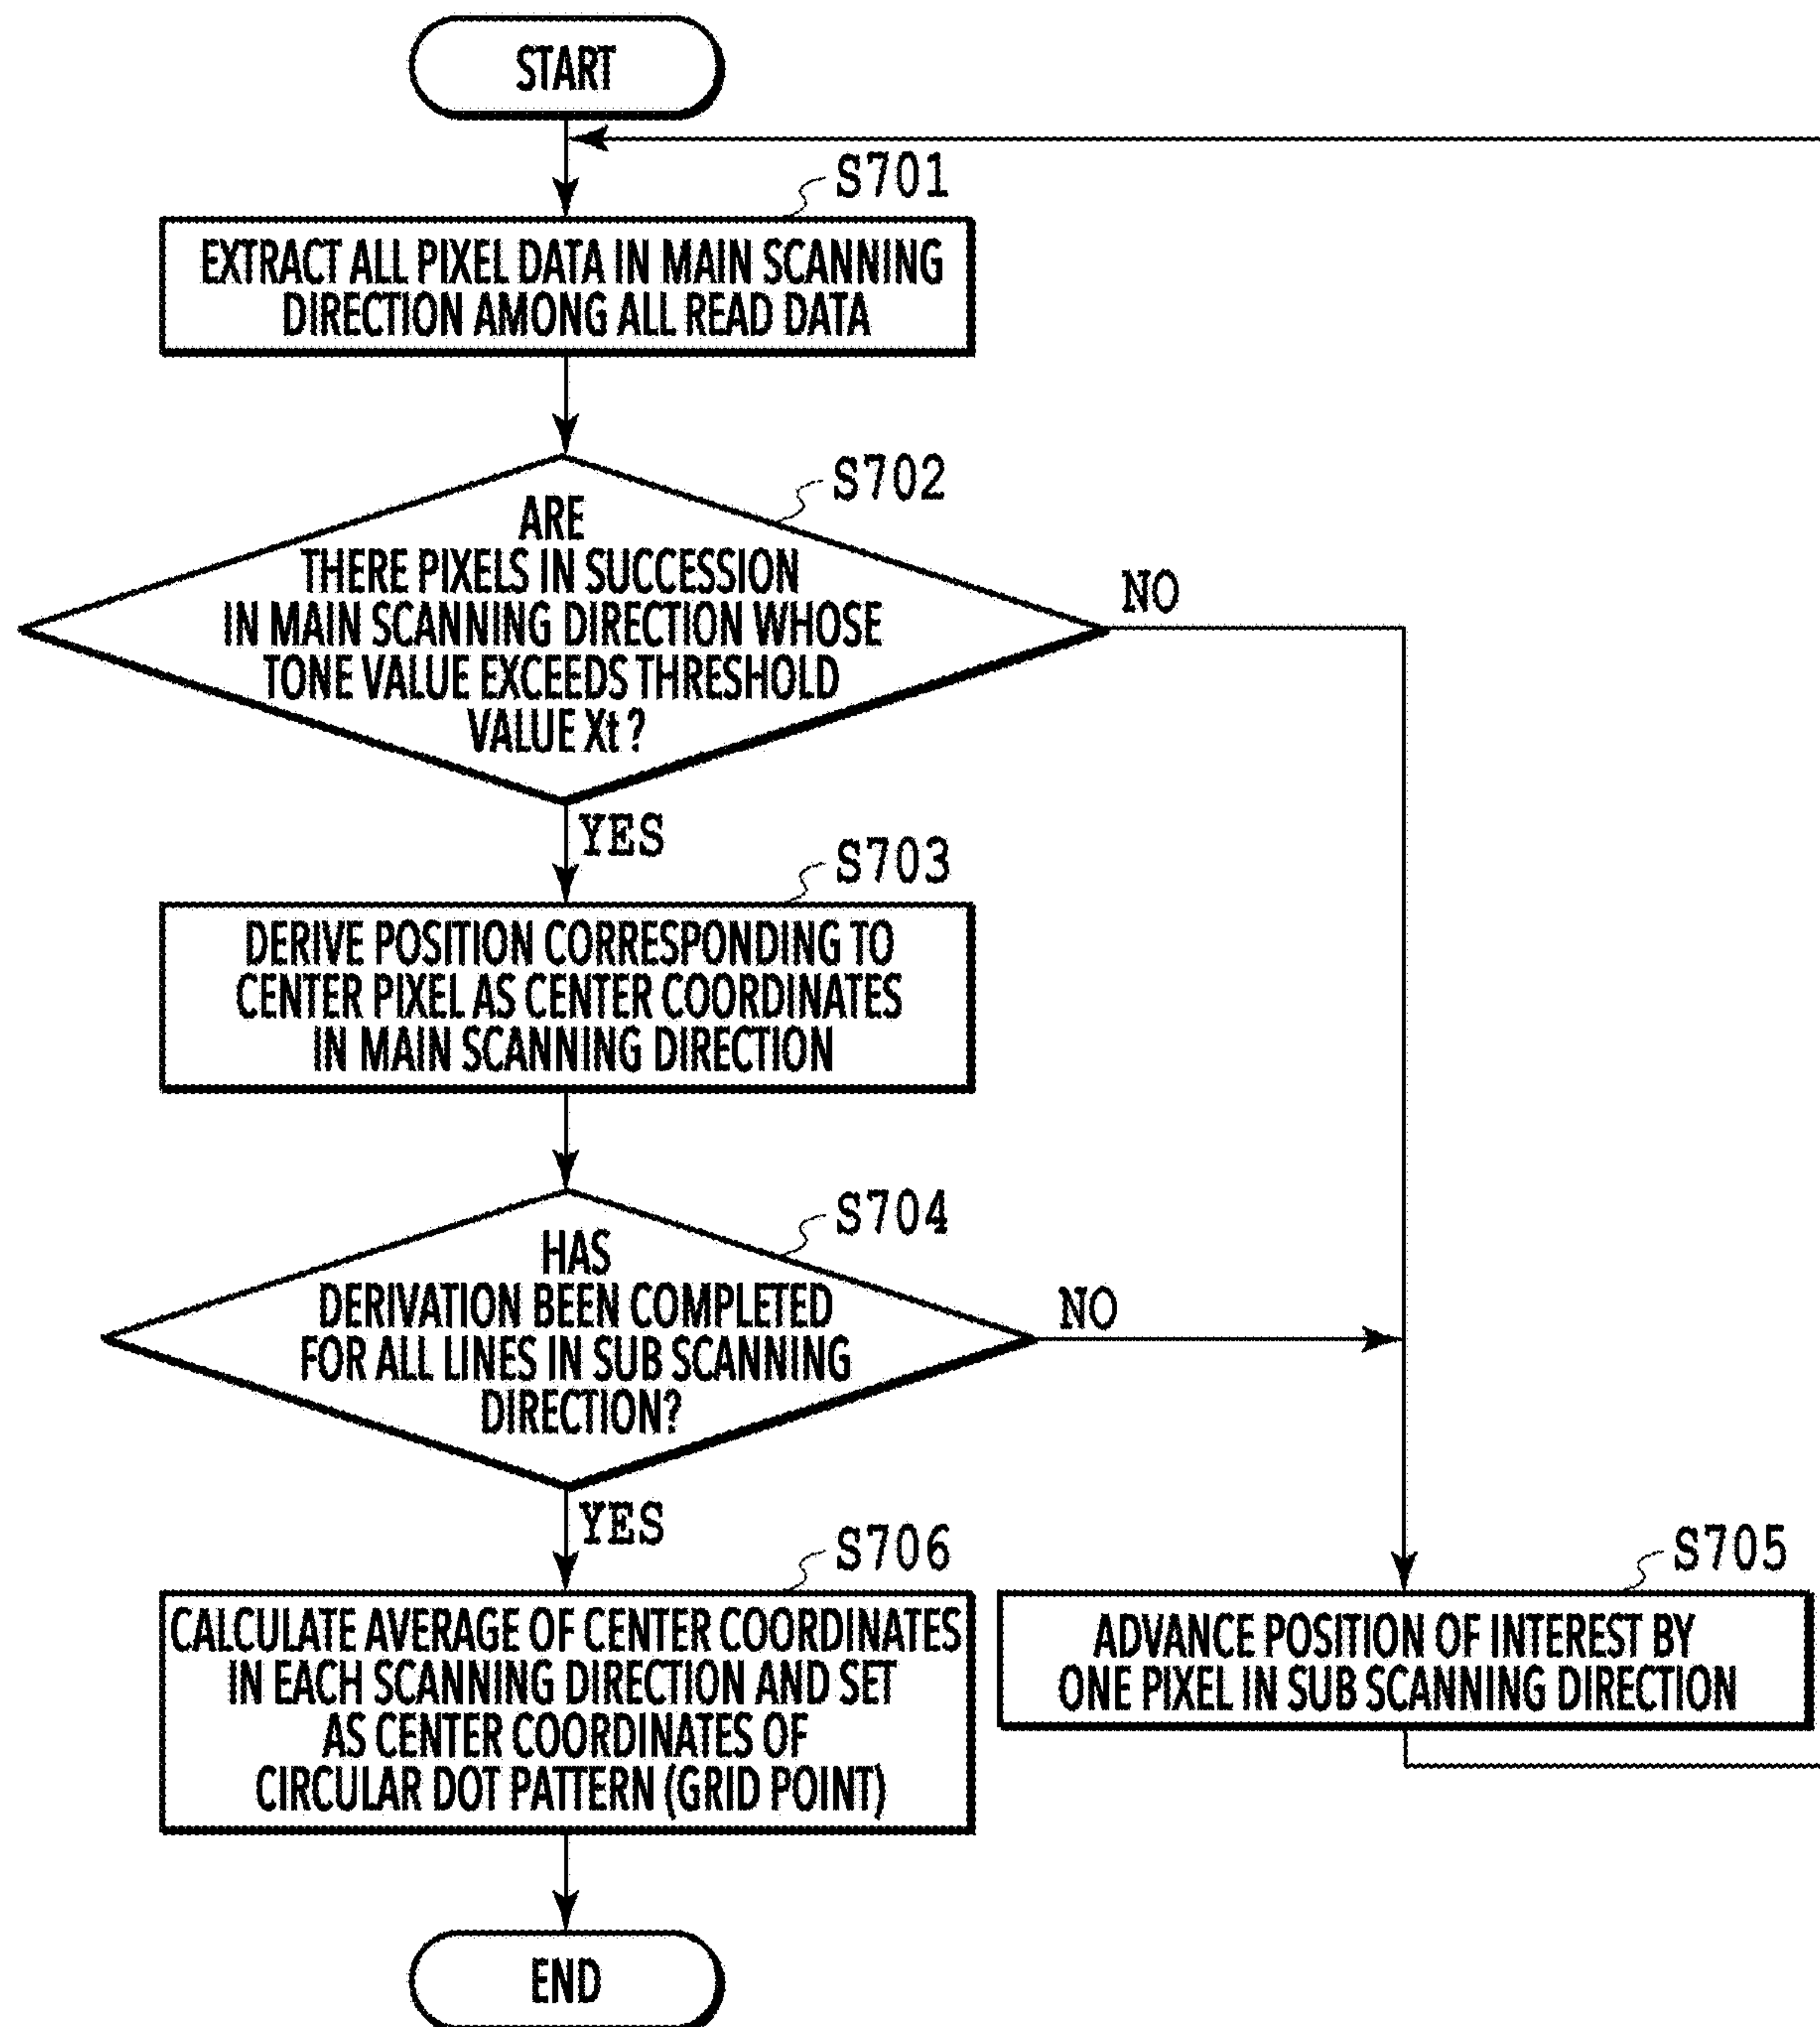 START
S701
EXTRACT ALL PIXEL DATA IN MAIN SCANNING
DIRECTION AMONG ALL READ DATA
S702
ARE
THERE PIXELS IN SUCCESSION
IN MAIN SCANNING DIRECTION WHOSE
TONE VALUE EXCEEDS THRESHOLD
VALUE Xt ?
NO
YES
S703
DERIVE POSITION CORRESPONDING TO
CENTER PIXEL AS CENTER COORDINATES
IN MAIN SCANNING DIRECTION
S704
HAS
DERIVATION BEEN COMPLETED
FOR ALL LINES IN SUB SCANNING
DIRECTION?
NO
YES
S706
CALCULATE AVERAGE OF CENTER COORDINATES
IN EACH SCANNING DIRECTION AND SET
AS CENTER COORDINATES OF
CIRCULAR DOT PATTERN (GRID POINT)
S705
ADVANCE POSITION OF INTEREST BY
ONE PIXEL IN SUB SCANNING DIRECTION
END